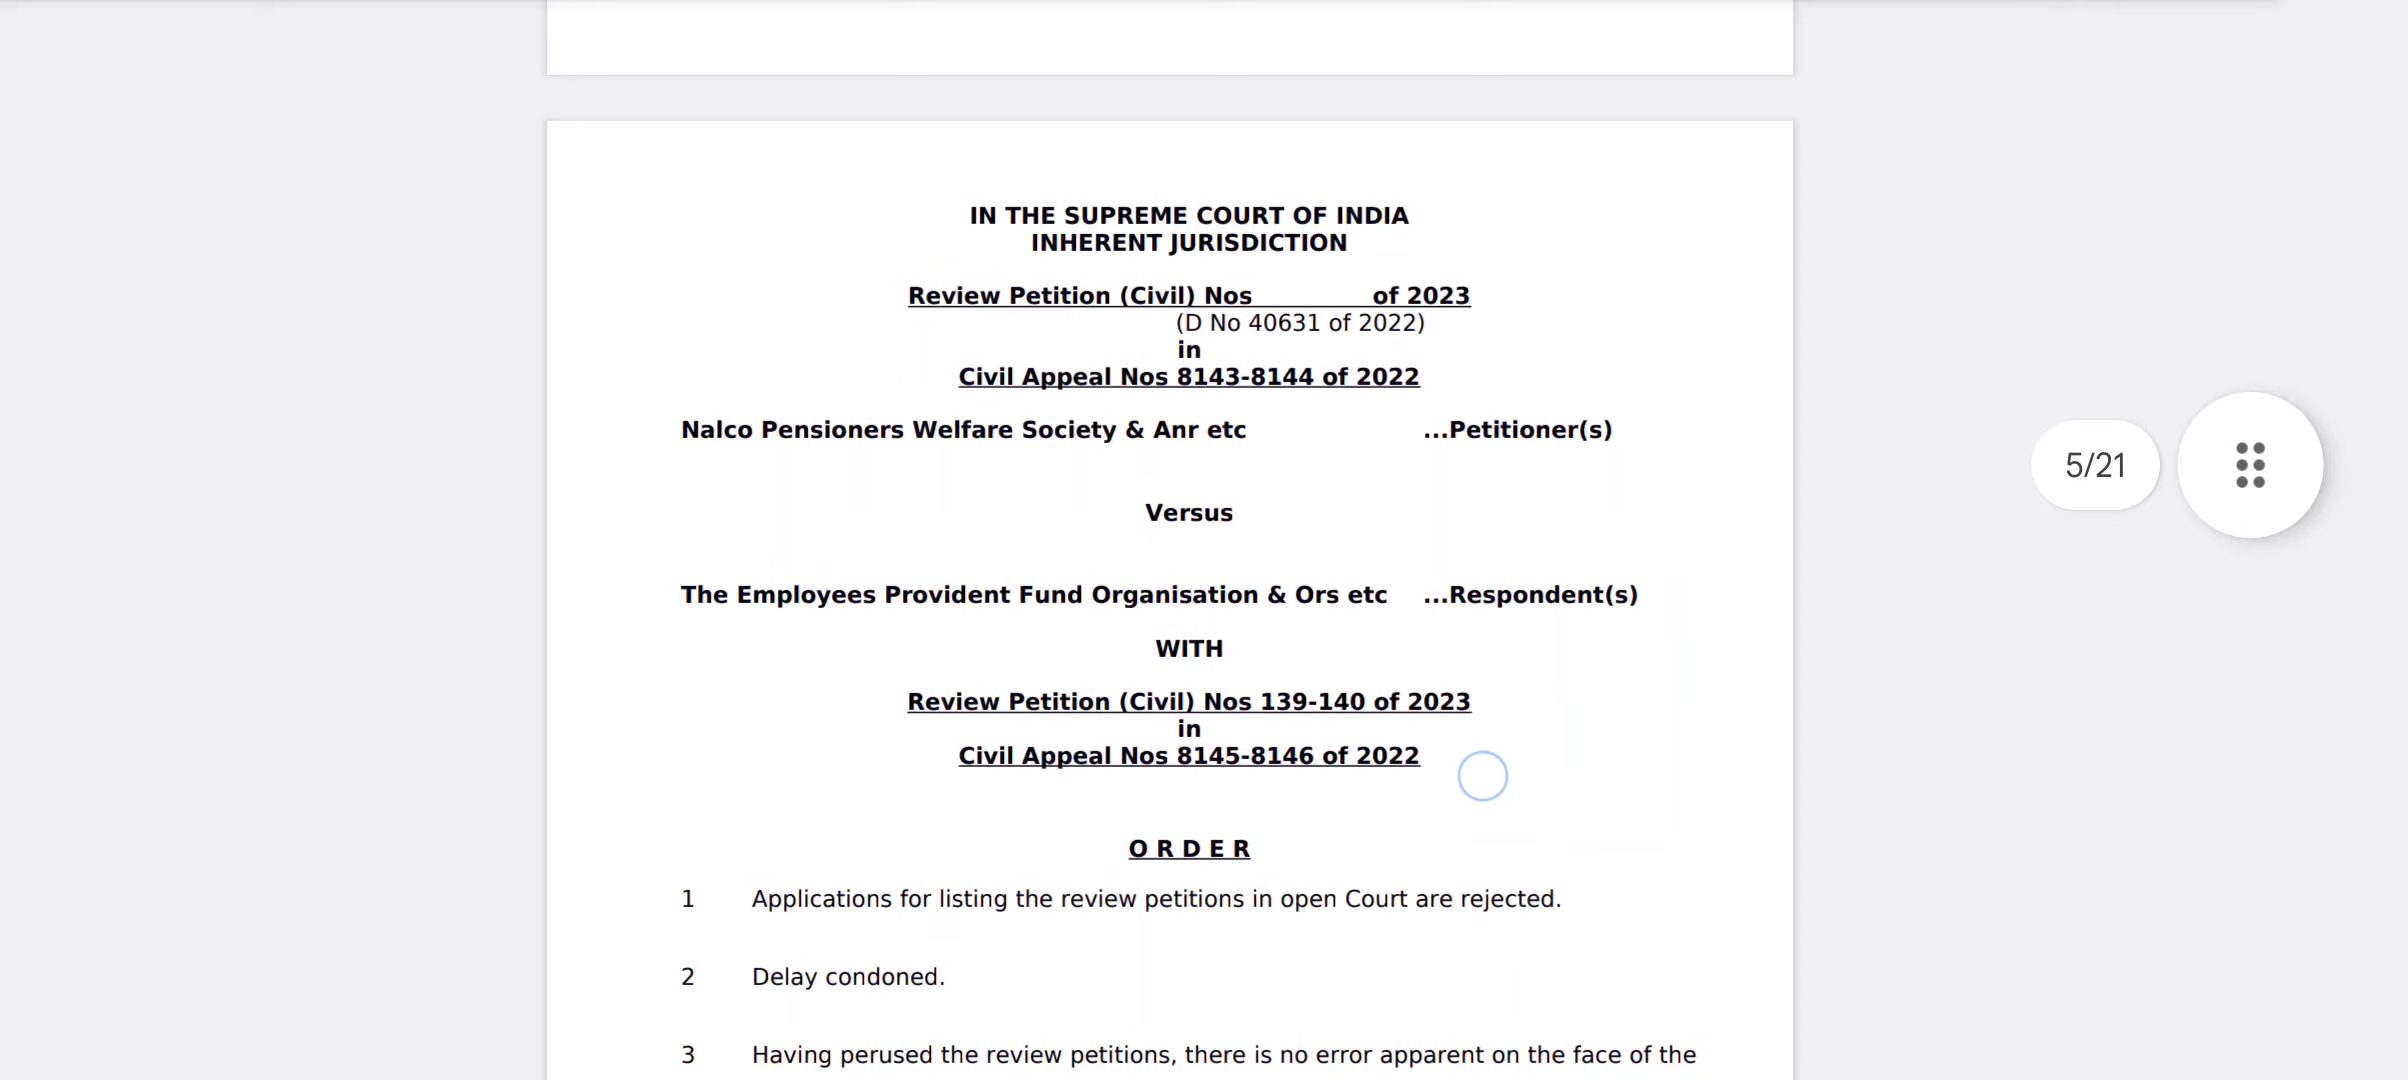 IN THE SUPREME COURT OF INDIA
INHERENT JURISDICTION
Review Petition (Civil) Nos of 2023
(D No 40631 of 2022)
in
Civil Appeal Nos 8143-8144 of 2022
Nalco Pensioners Welfare Society & Anr etc ...Petitioner(s)
Versus
5/21
The Employees Provident Fund Organisation & Ors etc ...Respondent(s)
WITH
Review Petition (Civil) Nos 139-140 of 2023
in
Civil Appeal Nos 8145-8146 of 2022
O R D E R
1 Applications for listing the review petitions in open Court are rejected.
2 Delay condoned.
3 Having perused the review petitions, there is no error apparent on the face of the